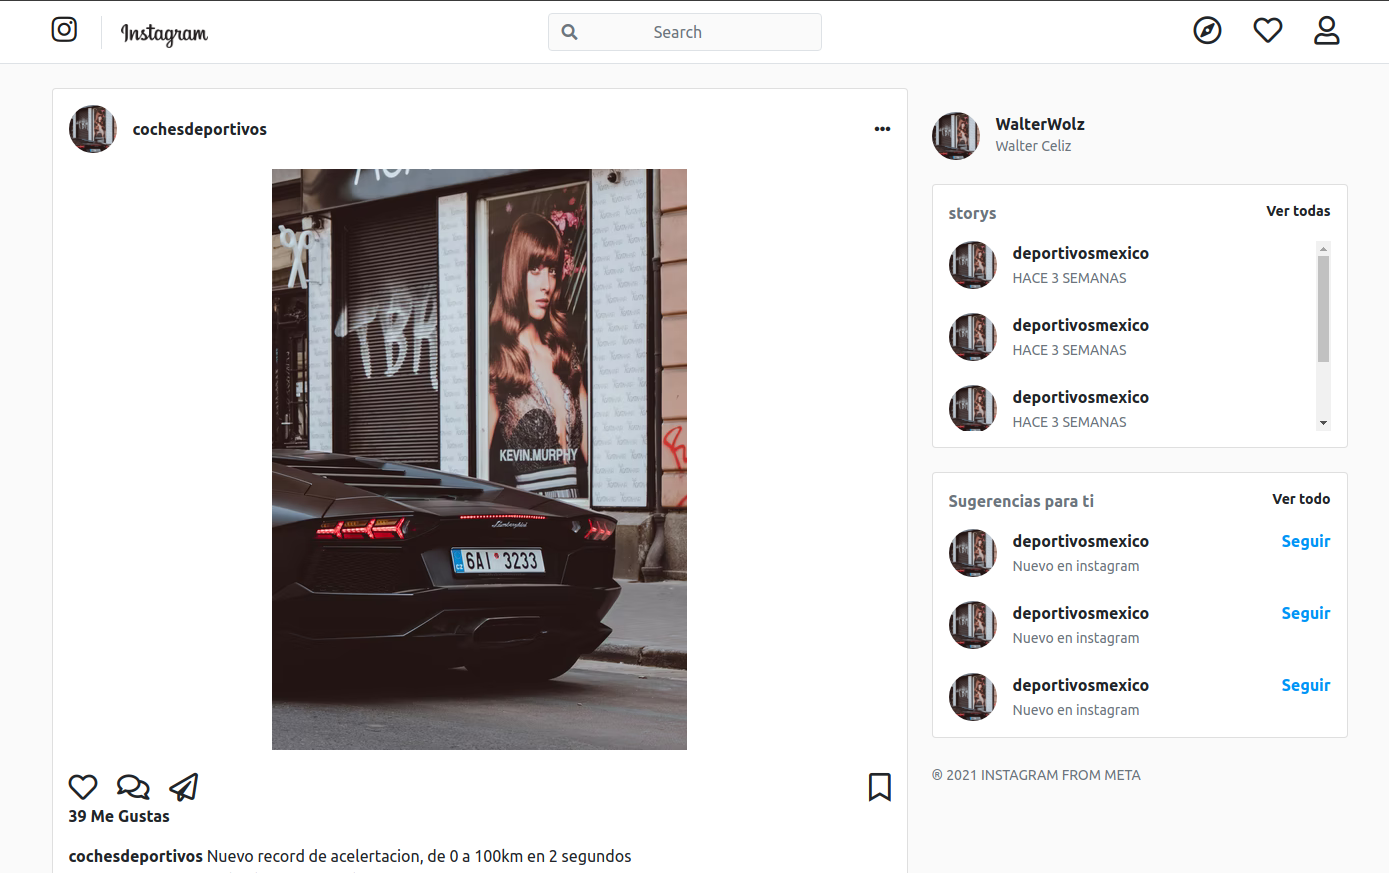 Instagram
Search
cochesdeportivos
TBH
KEVIN.MURPHY
Lamborghini
6AI 3233
CZ
39 Me Gustas
cochesdeportivos Nuevo record de acelertacion, de 0 a 100km en 2 segundos
WalterWolz
Walter Celiz
storys
Ver todas
deportivosmexico
HACE 3 SEMANAS
deportivosmexico
HACE 3 SEMANAS
deportivosmexico
HACE 3 SEMANAS
Sugerencias para ti
Ver todo
deportivosmexico
Seguir
Nuevo en instagram
deportivosmexico
Seguir
Nuevo en instagram
deportivosmexico
Seguir
Nuevo en instagram
® 2021 INSTAGRAM FROM META